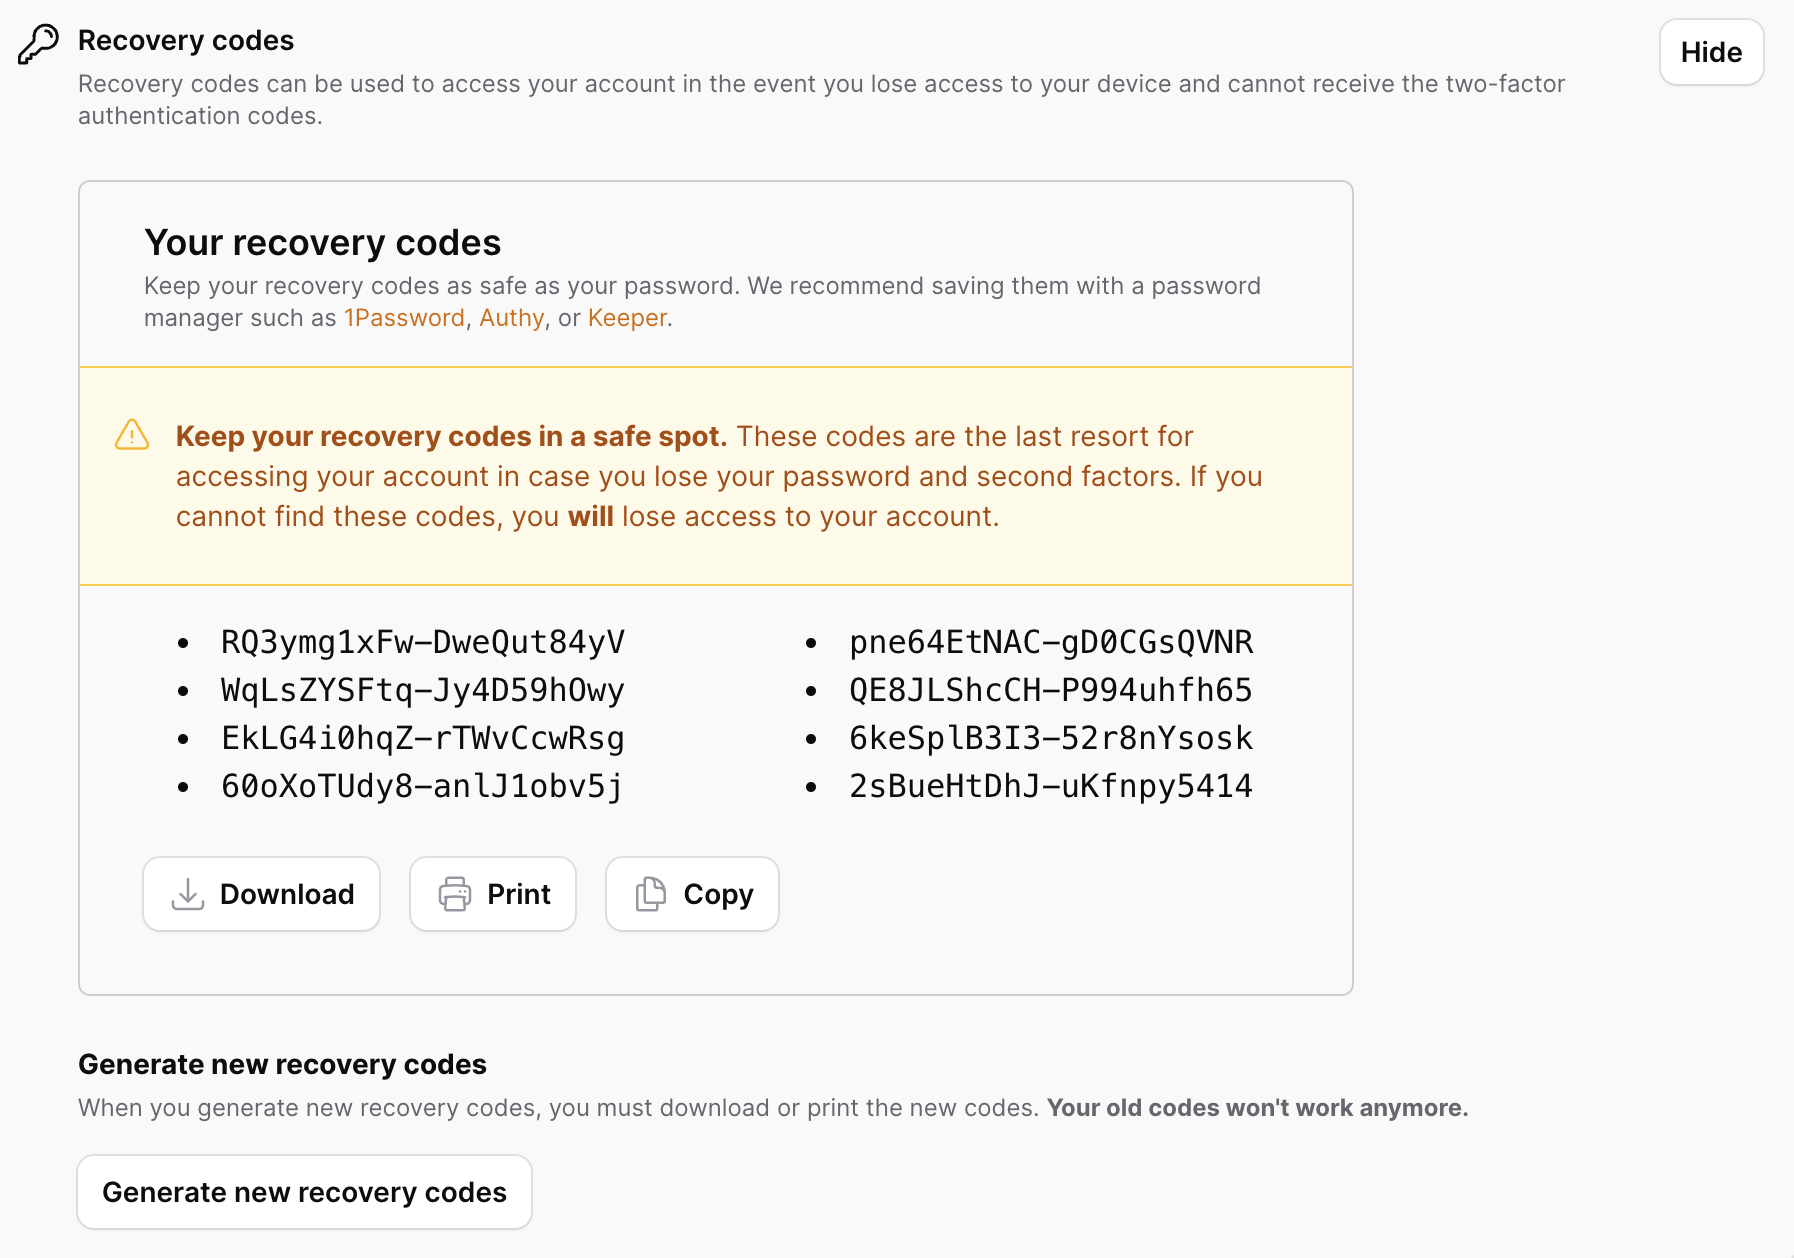 Recovery codes
Hide
Recovery codes can be used to access your account in the event you lose access to your device and cannot receive the two-factor
authentication codes.
Your recovery codes
Keep your recovery codes as safe as your password. We recommend saving them with a password
manager such as 1Password, Authy, or Keeper.
Keep your recovery codes in a safe spot. These codes are the last resort for
accessing your account in case you lose your password and second factors. If you
cannot find these codes, you will lose access to your account.
• RQ3ymg1xFw-DweQut84yV
• WqLsZYSFtq-Jy4D59hOwy
• EkLG4i0hqZ-rTWvCcwRsg
• 60oXoTUdy8-anlJ1obv5j
• pne64EtNAC-gD0CGsQVNR
• QE8JLShcCH-P994uhfh65
• 6keSplB3I3-52r8nYsosk
• 2sBueHtDhJ-uKfnpy5414
Download
Print
Copy
Generate new recovery codes
When you generate new recovery codes, you must download or print the new codes. Your old codes won't work anymore.
Generate new recovery codes